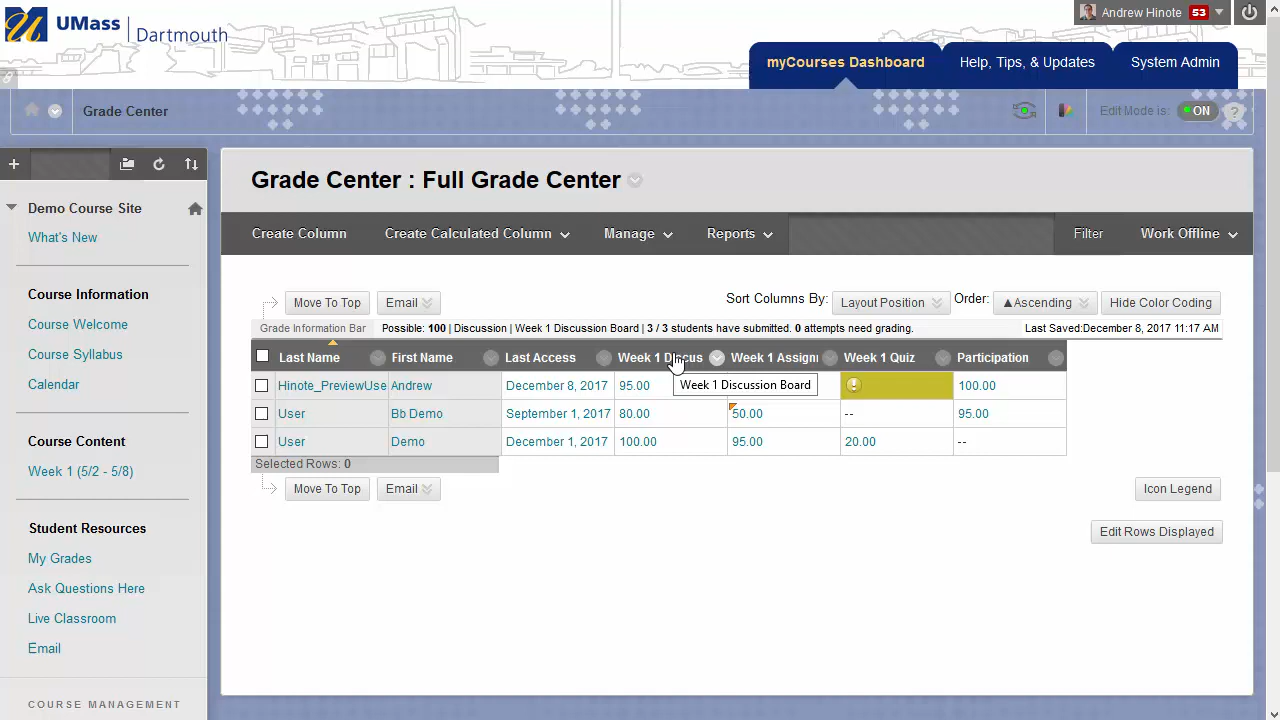 UMass
Dartmouth
Andrew Hinote 53
myCourses Dashboard
Help, Tips, & Updates
System Admin
Grade Center
Edit Mode is: ON ?
Demo Course Site
What's New
Course Information
Course Welcome
Course Syllabus
Calendar
Course Content
Week 1 (5/2 - 5/8)
Student Resources
My Grades
Ask Questions Here
Live Classroom
Email
COURSE MANAGEMENT
Grade Center : Full Grade Center
Create Column Create Calculated Column Manage Reports Filter Work Offline
Move To Top Email Sort Columns By: Layout Position Order: ▲Ascending Hide Color Coding
Grade Information Bar Possible: 100 | Discussion | Week 1 Discussion Board | 3 / 3 students have submitted. 0 attempts need grading. Last Saved:December 8, 2017 11:17 AM
Last Name First Name Last Access Week 1 Discus Week 1 Assignm Week 1 Quiz Participation
Hinote_PreviewUse Andrew December 8, 2017 95.00 100.00
Week 1 Discussion Board
User Bb Demo September 1, 2017 80.00 50.00 -- 95.00
User Demo December 1, 2017 100.00 95.00 20.00 --
Selected Rows: 0
Move To Top Email Icon Legend
Edit Rows Displayed